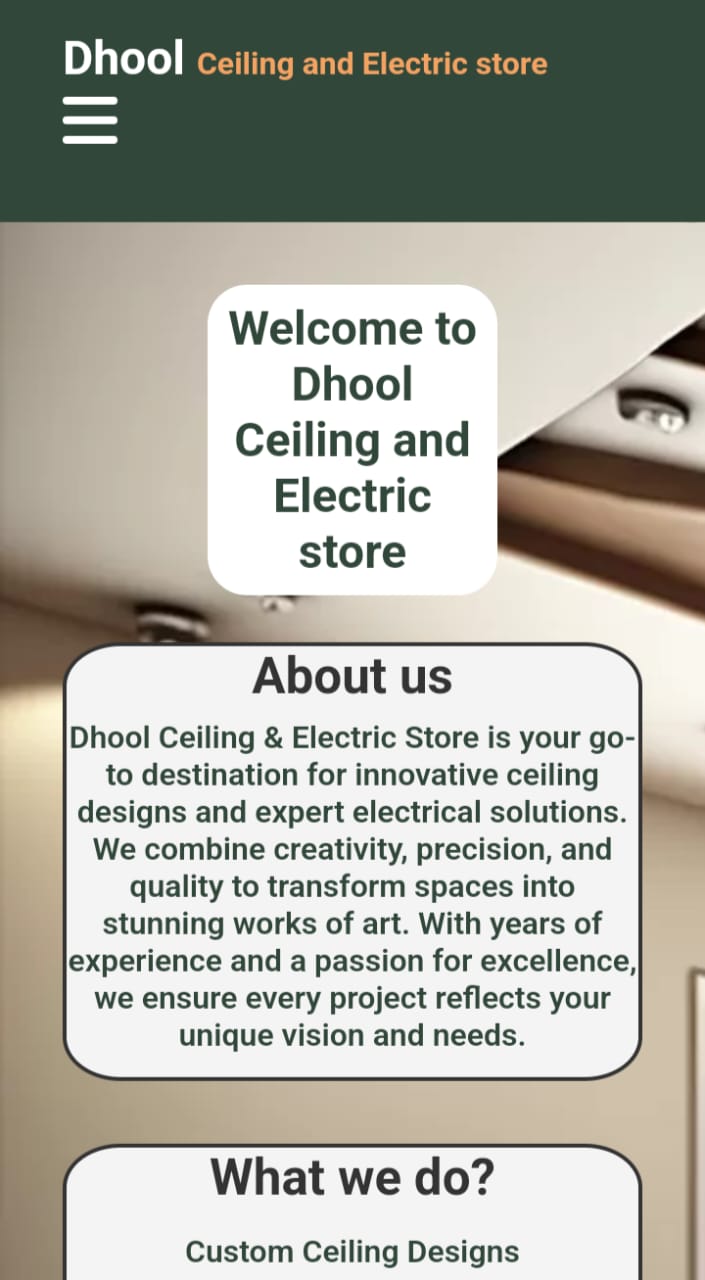 Dhool Ceiling and Electric store
Welcome to
Dhool
Ceiling and
Electric
store
About us
Dhool Ceiling & Electric Store is your go-
to destination for innovative ceiling
designs and expert electrical solutions.
We combine creativity, precision, and
quality to transform spaces into
stunning works of art. With years of
experience and a passion for excellence,
we ensure every project reflects your
unique vision and needs.
What we do?
Custom Ceiling Designs